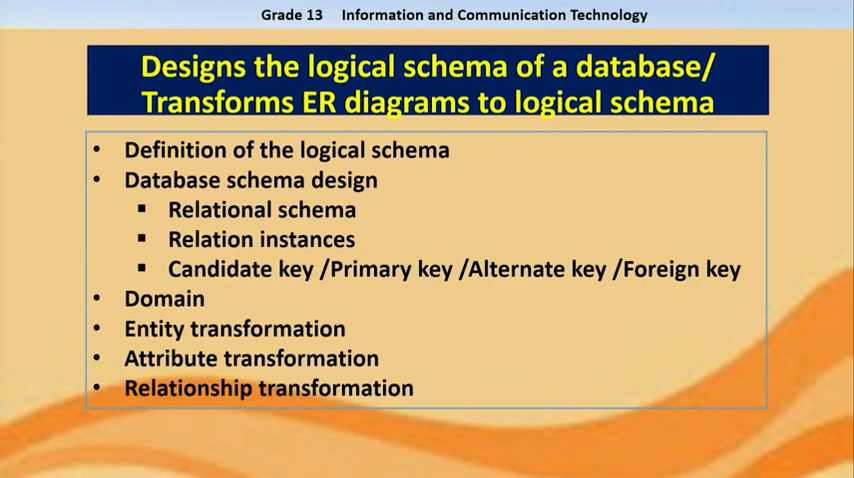 Grade 13 Information and Communication Technology
Designs the logical schema of a database/
Transforms ER diagrams to logical schema
• Definition of the logical schema
• Database schema design
▪ Relational schema
▪ Relation instances
▪ Candidate key /Primary key /Alternate key /Foreign key
• Domain
• Entity transformation
• Attribute transformation
• Relationship transformation